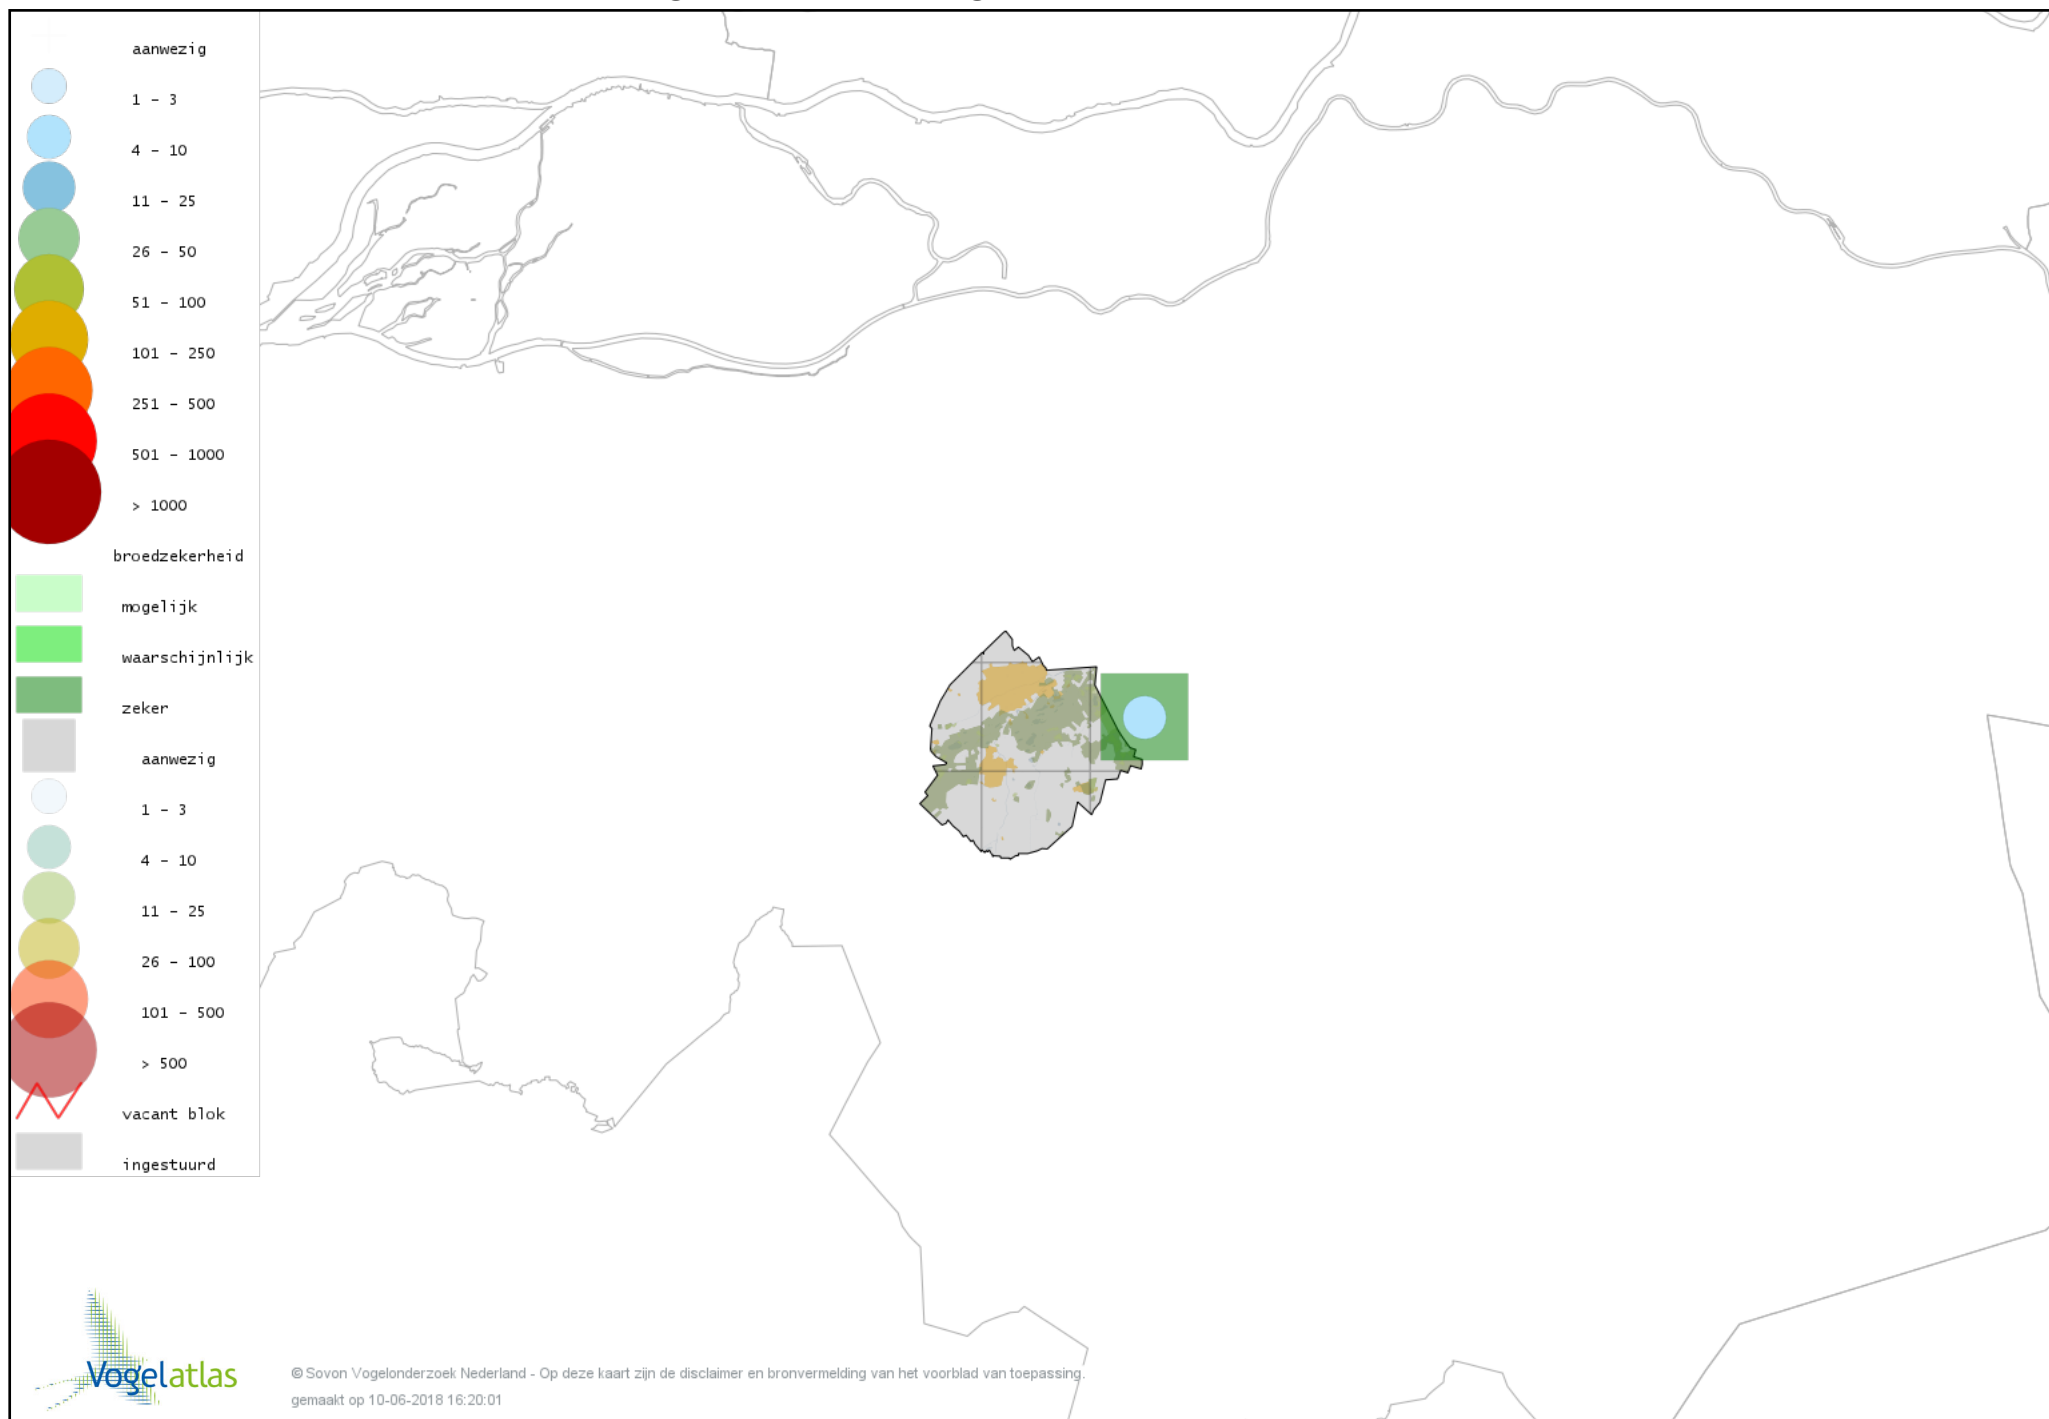 aanwezig
1 – 3
4 – 10
11 – 25
26 – 50
51 – 100
101 – 250
251 – 500
501 – 1000
> 1000
broedzekerheid
mogelijk
waarschijnlijk
zeker
aanwezig
1 – 3
4 – 10
11 – 25
26 – 100
101 – 500
> 500
vacant blok
ingestuurd
Vogelatlas
© Sovon Vogelonderzoek Nederland - Op deze kaart zijn de disclaimer en bronvermelding van het voorblad van toepassing.
gemaakt op 10-06-2018 16:20:01